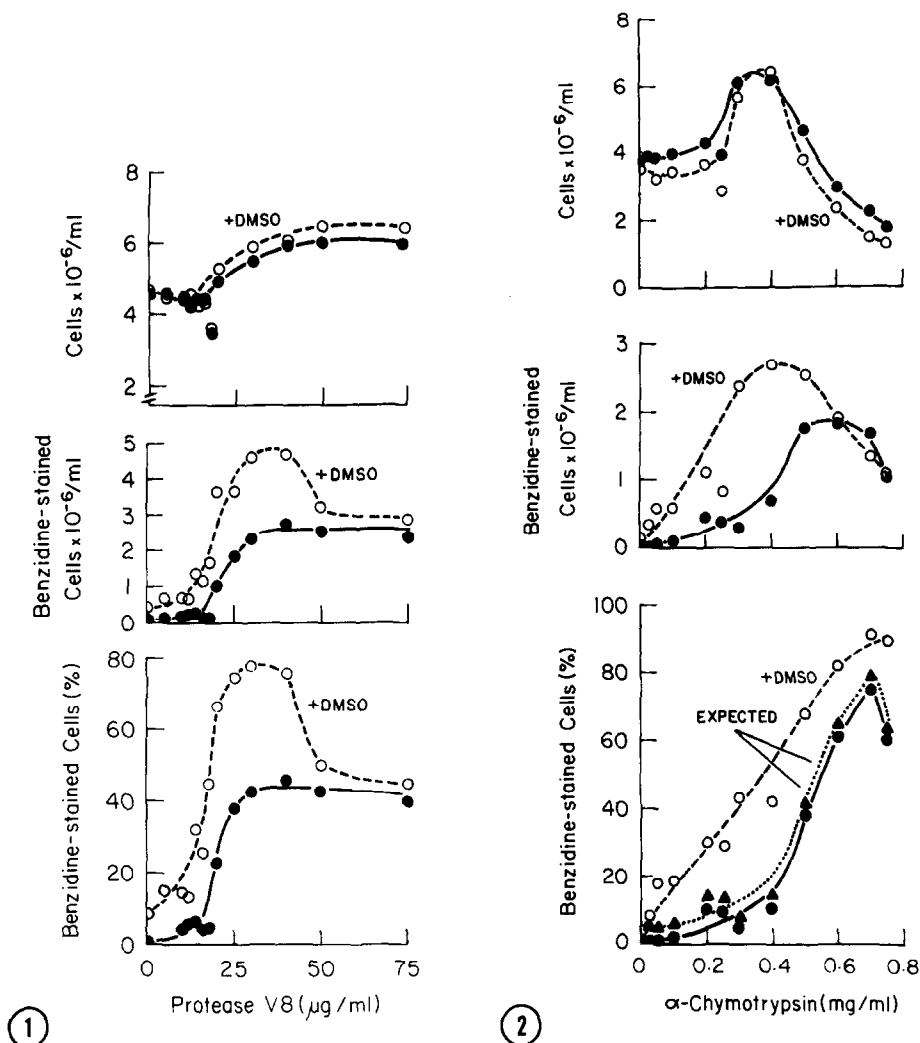 Cells x 10⁻⁶/ml
8
6
4
2
+DMSO
0
25
50
75
Benzidine-stained
Cells x 10⁻⁶/ml
5
4
3
2
1
0
+DMSO
Benzidine-stained Cells (%)
80
60
40
20
0
+DMSO
0
25
50
75
Protease V8 (µg/ml)
1
Cells x 10⁻⁶/ml
8
6
4
2
0
+DMSO
Benzidine-stained
Cells x 10⁻⁶/ml
3
2
1
0
+DMSO
Benzidine-stained Cells (%)
100
80
60
40
20
0
+DMSO
EXPECTED
0
0.2
0.4
0.6
0.8
α-Chymotrypsin (mg/ml)
2